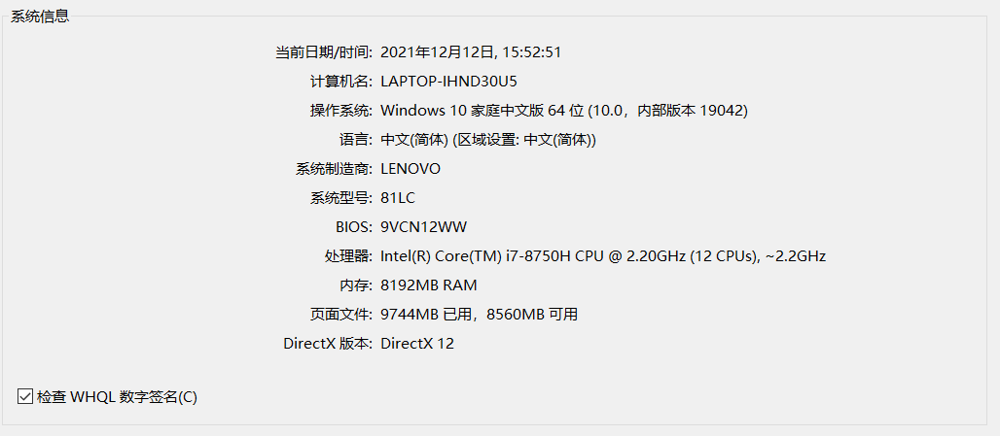 系统信息
当前日期/时间: 2021年12月12日, 15:52:51
计算机名: LAPTOP-IHND30U5
操作系统: Windows 10 家庭中文版 64 位 (10.0，内部版本 19042)
语言: 中文(简体) (区域设置: 中文(简体))
系统制造商: LENOVO
系统型号: 81LC
BIOS: 9VCN12WW
处理器: Intel(R) Core(TM) i7-8750H CPU @ 2.20GHz (12 CPUs), ~2.2GHz
内存: 8192MB RAM
页面文件: 9744MB 已用，8560MB 可用
DirectX 版本: DirectX 12
检查 WHQL 数字签名(C)